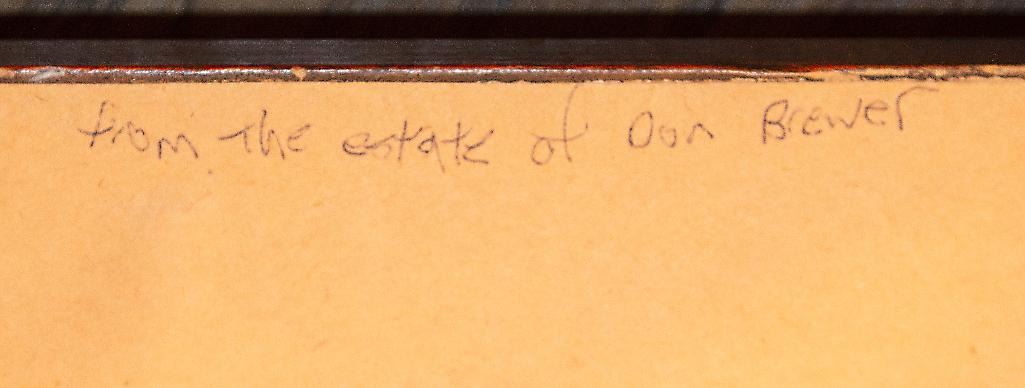 from The estate of Don Brewer